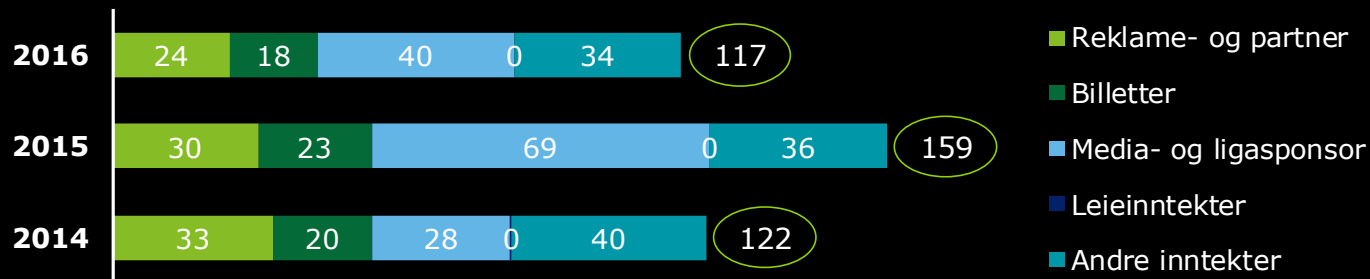 2016 24 18 40 0 34 117
2015 30 23 69 0 36 159
2014 33 20 28 0 40 122
Reklame- og partner
Billetter
Media- og ligasponsor
Leieinntekter
Andre inntekter